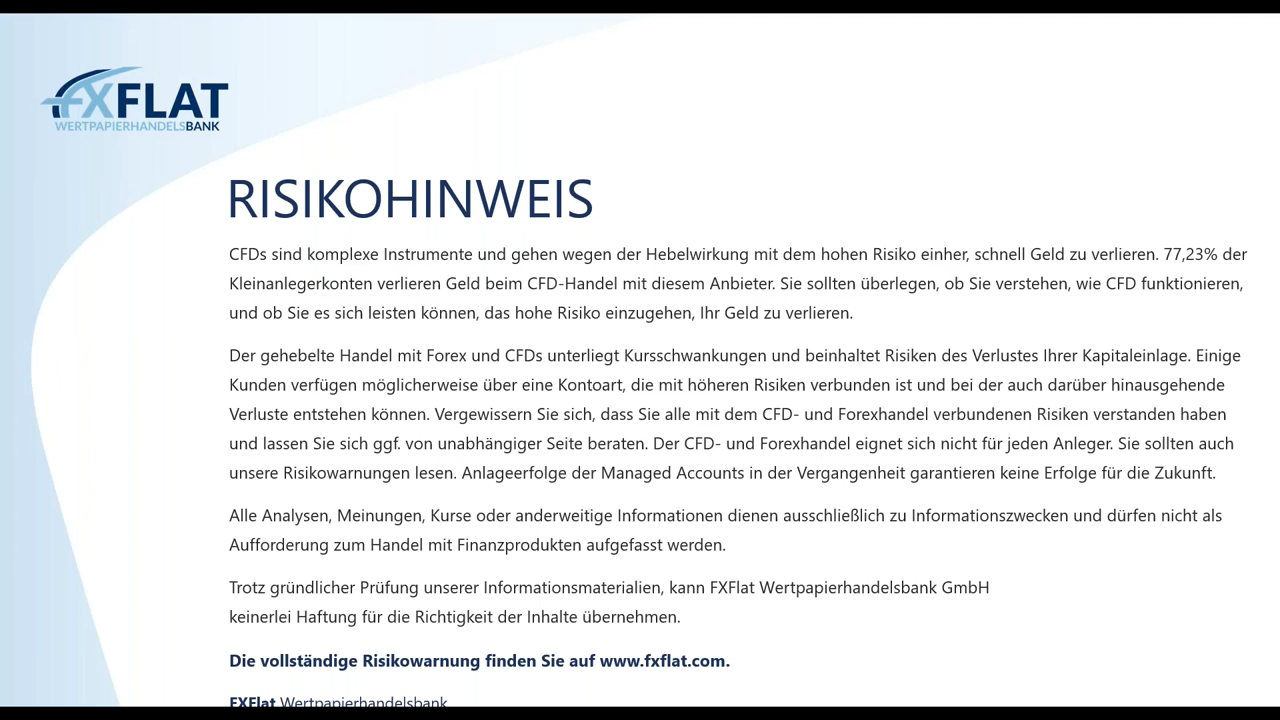 FXFLAT
WERTPAPIERHANDELSBANK
RISIKOHINWEIS
CFDs sind komplexe Instrumente und gehen wegen der Hebelwirkung mit dem hohen Risiko einher, schnell Geld zu verlieren. 77,23% der
Kleinanlegerkonten verlieren Geld beim CFD-Handel mit diesem Anbieter. Sie sollten überlegen, ob Sie verstehen, wie CFD funktionieren,
und ob Sie es sich leisten können, das hohe Risiko einzugehen, Ihr Geld zu verlieren.
Der gehebelte Handel mit Forex und CFDs unterliegt Kursschwankungen und beinhaltet Risiken des Verlustes Ihrer Kapitaleinlage. Einige
Kunden verfügen möglicherweise über eine Kontoart, die mit höheren Risiken verbunden ist und bei der auch darüber hinausgehende
Verluste entstehen können. Vergewissern Sie sich, dass Sie alle mit dem CFD- und Forexhandel verbundenen Risiken verstanden haben
und lassen Sie sich ggf. von unabhängiger Seite beraten. Der CFD- und Forexhandel eignet sich nicht für jeden Anleger. Sie sollten auch
unsere Risikowarnungen lesen. Anlageerfolge der Managed Accounts in der Vergangenheit garantieren keine Erfolge für die Zukunft.
Alle Analysen, Meinungen, Kurse oder anderweitige Informationen dienen ausschließlich zu Informationszwecken und dürfen nicht als
Aufforderung zum Handel mit Finanzprodukten aufgefasst werden.
Trotz gründlicher Prüfung unserer Informationsmaterialien, kann FXFlat Wertpapierhandelsbank GmbH
keinerlei Haftung für die Richtigkeit der Inhalte übernehmen.
Die vollständige Risikowarnung finden Sie auf www.fxflat.com.
FXFlat Wertpapierhandelsbank